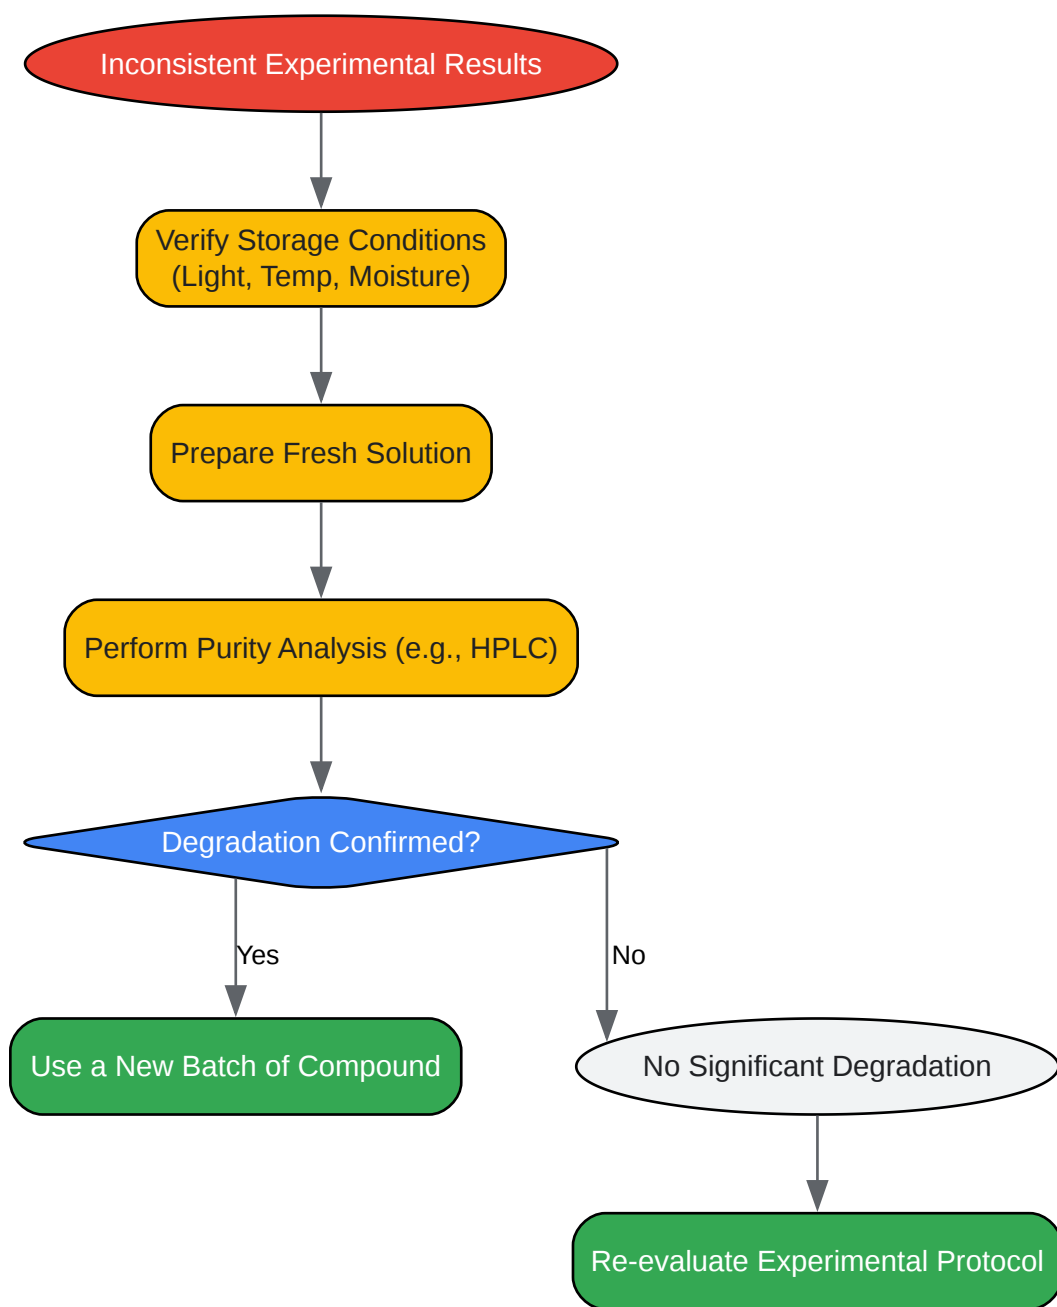 Inconsistent Experimental Results
Verify Storage Conditions
(Light, Temp, Moisture)
Prepare Fresh Solution
Perform Purity Analysis (e.g., HPLC)
Degradation Confirmed?
Yes
No
Use a New Batch of Compound
No Significant Degradation
Re-evaluate Experimental Protocol